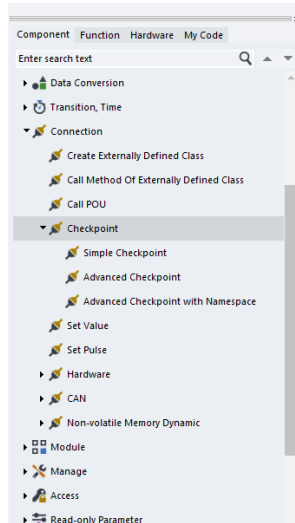 Component Function Hardware My Code
Enter search text
Data Conversion
Transition, Time
Connection
Create Externally Defined Class
Call Method Of Externally Defined Class
Call POU
Checkpoint
Simple Checkpoint
Advanced Checkpoint
Advanced Checkpoint with Namespace
Set Value
Set Pulse
Hardware
CAN
Non-volatile Memory Dynamic
Module
Manage
Access
Read-only Parameter